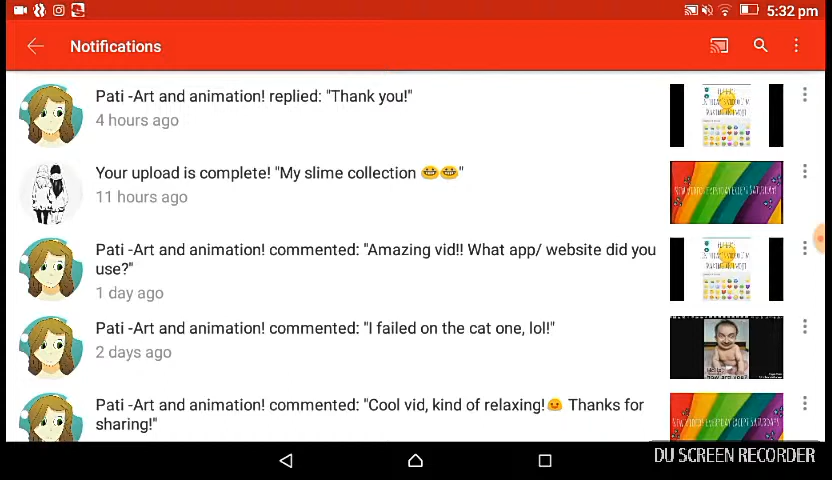 5:32 pm
Notifications
Pati -Art and animation! replied: "Thank you!"
4 hours ago
Your upload is complete! "My slime collection 😁😁"
11 hours ago
Pati -Art and animation! commented: "Amazing vid!! What app/ website did you
use?"
1 day ago
Pati -Art and animation! commented: "I failed on the cat one, lol!"
2 days ago
Pati -Art and animation! commented: "Cool vid, kind of relaxing!😊 Thanks for
sharing!"
DU SCREEN RECORDER